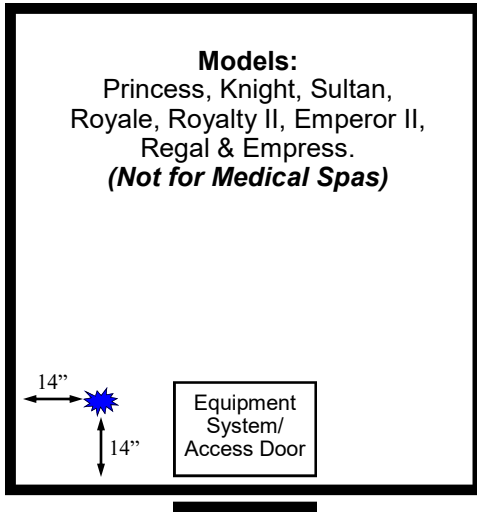 Models:
Princess, Knight, Sultan,
Royale, Royalty II, Emperor II,
Regal & Empress.
(Not for Medical Spas)
14”
14”
Equipment
System/
Access Door